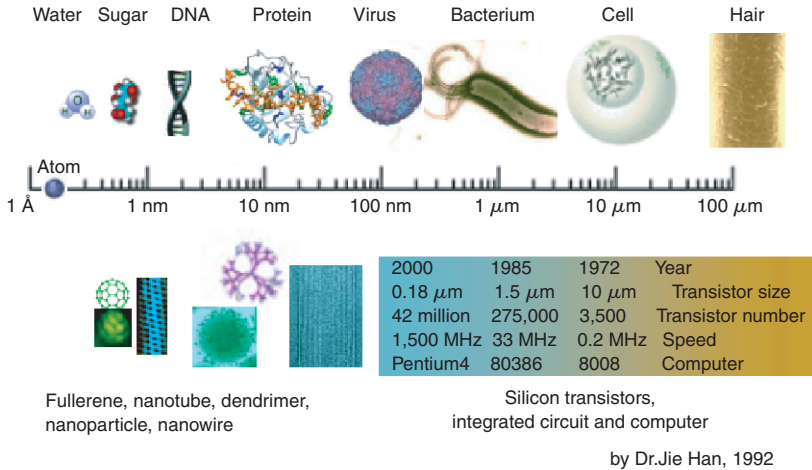 Water Sugar DNA Protein Virus Bacterium Cell Hair
O
H H
Atom
1 Å 1 nm 10 nm 100 nm 1 μm 10 μm 100 μm
2000 1985 1972 Year
0.18 μm 1.5 μm 10 μm Transistor size
42 million 275,000 3,500 Transistor number
1,500 MHz 33 MHz 0.2 MHz Speed
Pentium4 80386 8008 Computer
Fullerene, nanotube, dendrimer,
nanoparticle, nanowire
Silicon transistors,
integrated circuit and computer
by Dr.Jie Han, 1992